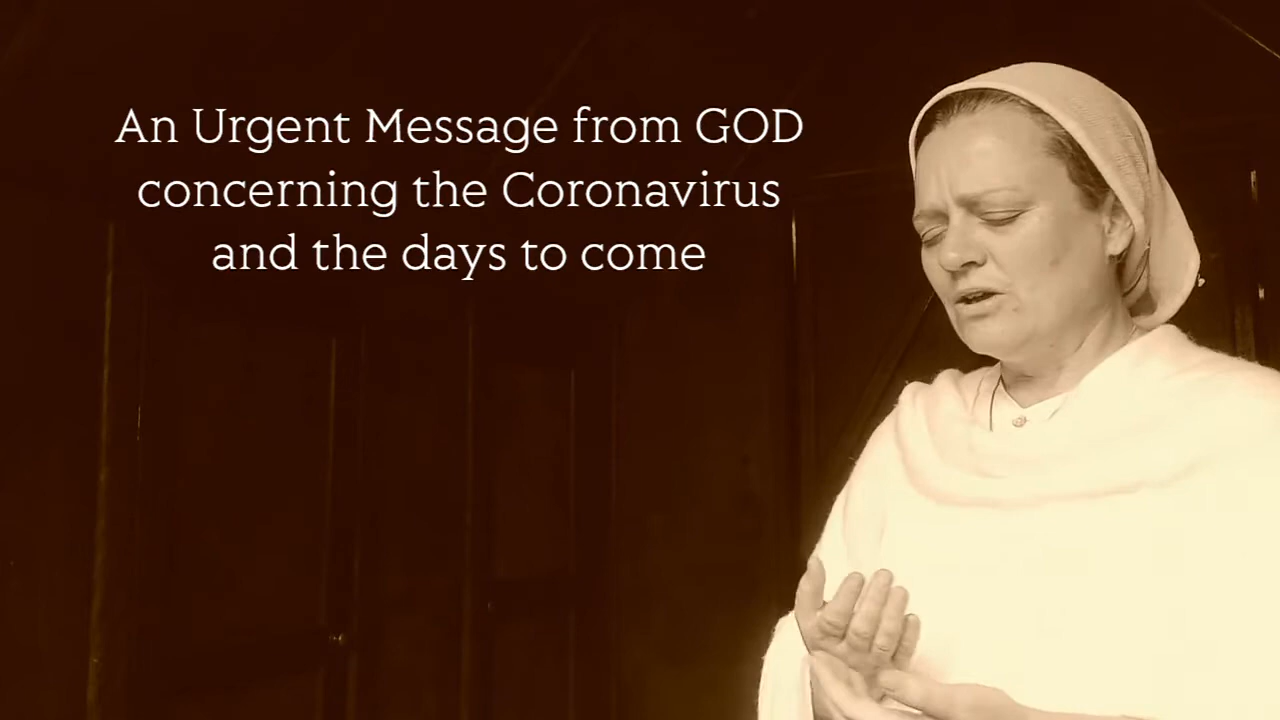 An Urgent Message from GOD
concerning the Coronavirus
and the days to come